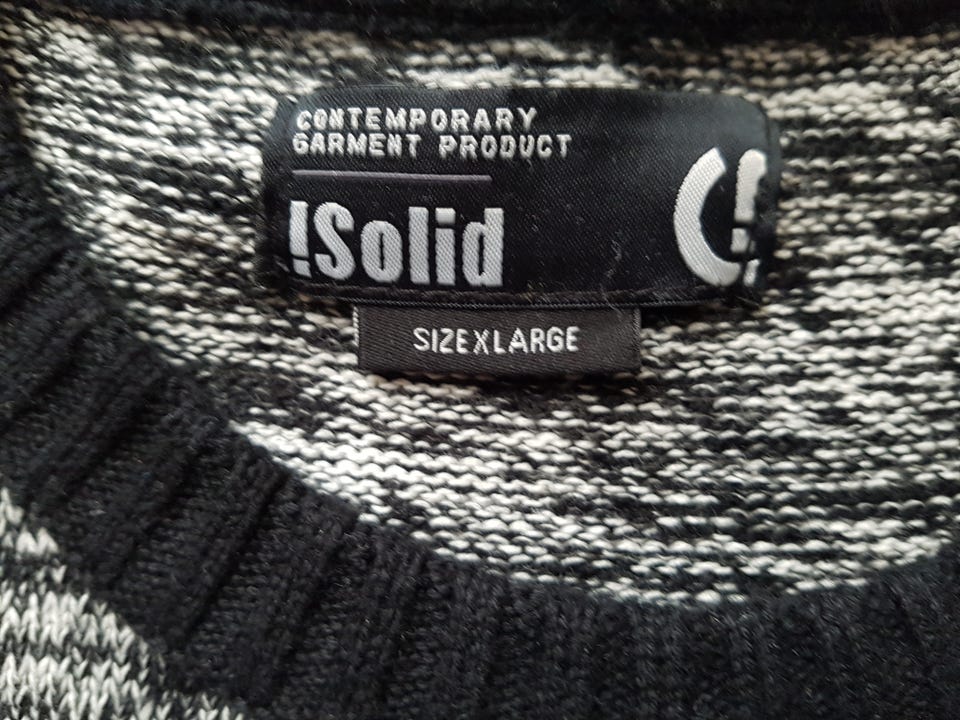 CONTEMPORARY
GARMENT PRODUCT
!Solid
SIZE XLARGE